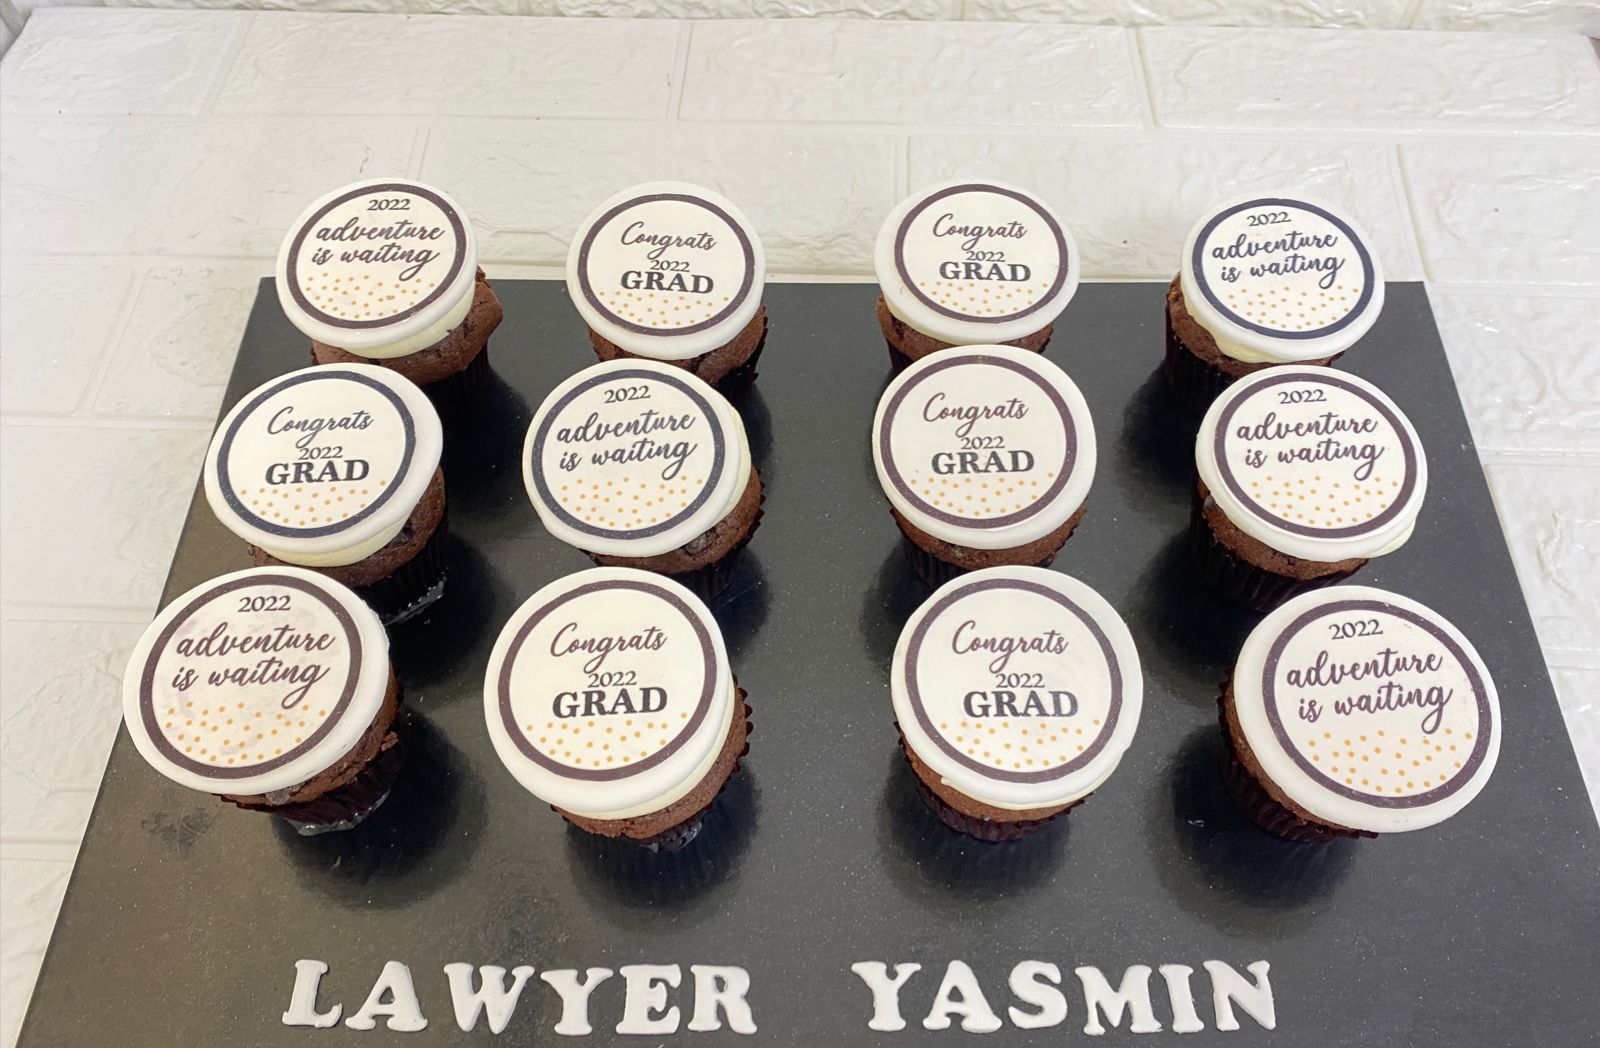 2022
adventure
is waiting
Congrats
2022
GRAD
Congrats
2022
GRAD
2022
adventure
is waiting
Congrats
2022
GRAD
2022
adventure
is waiting
Congrats
2022
GRAD
2022
adventure
is waiting
2022
adventure
is waiting
Congrats
2022
GRAD
Congrats
2022
GRAD
2022
adventure
is waiting
LAWYER YASMIN